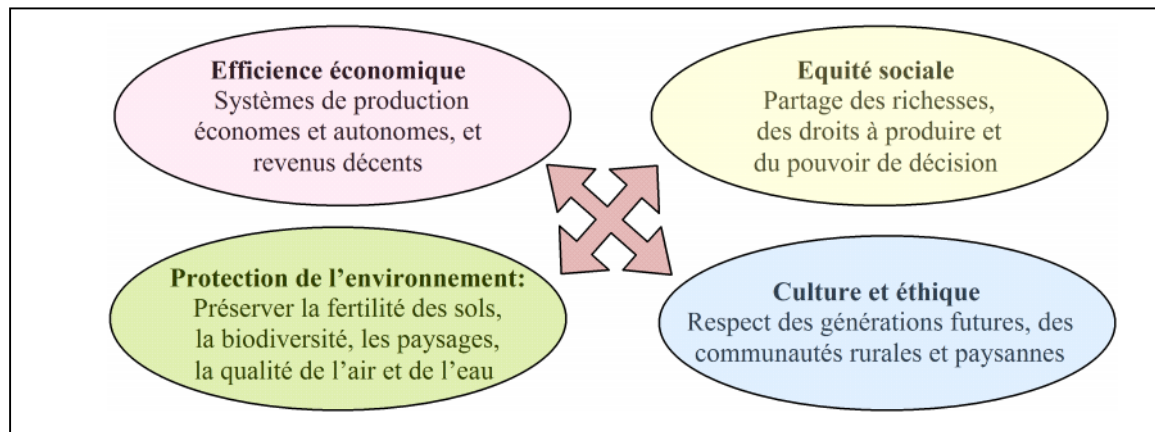 Efficience économique
Systèmes de production
économes et autonomes, et
revenus décents
Equité sociale
Partage des richesses,
des droits à produire et
du pouvoir de décision
Protection de l’environnement:
Préserver la fertilité des sols,
la biodiversité, les paysages,
la qualité de l’air et de l’eau
Culture et éthique
Respect des générations futures, des
communautés rurales et paysannes